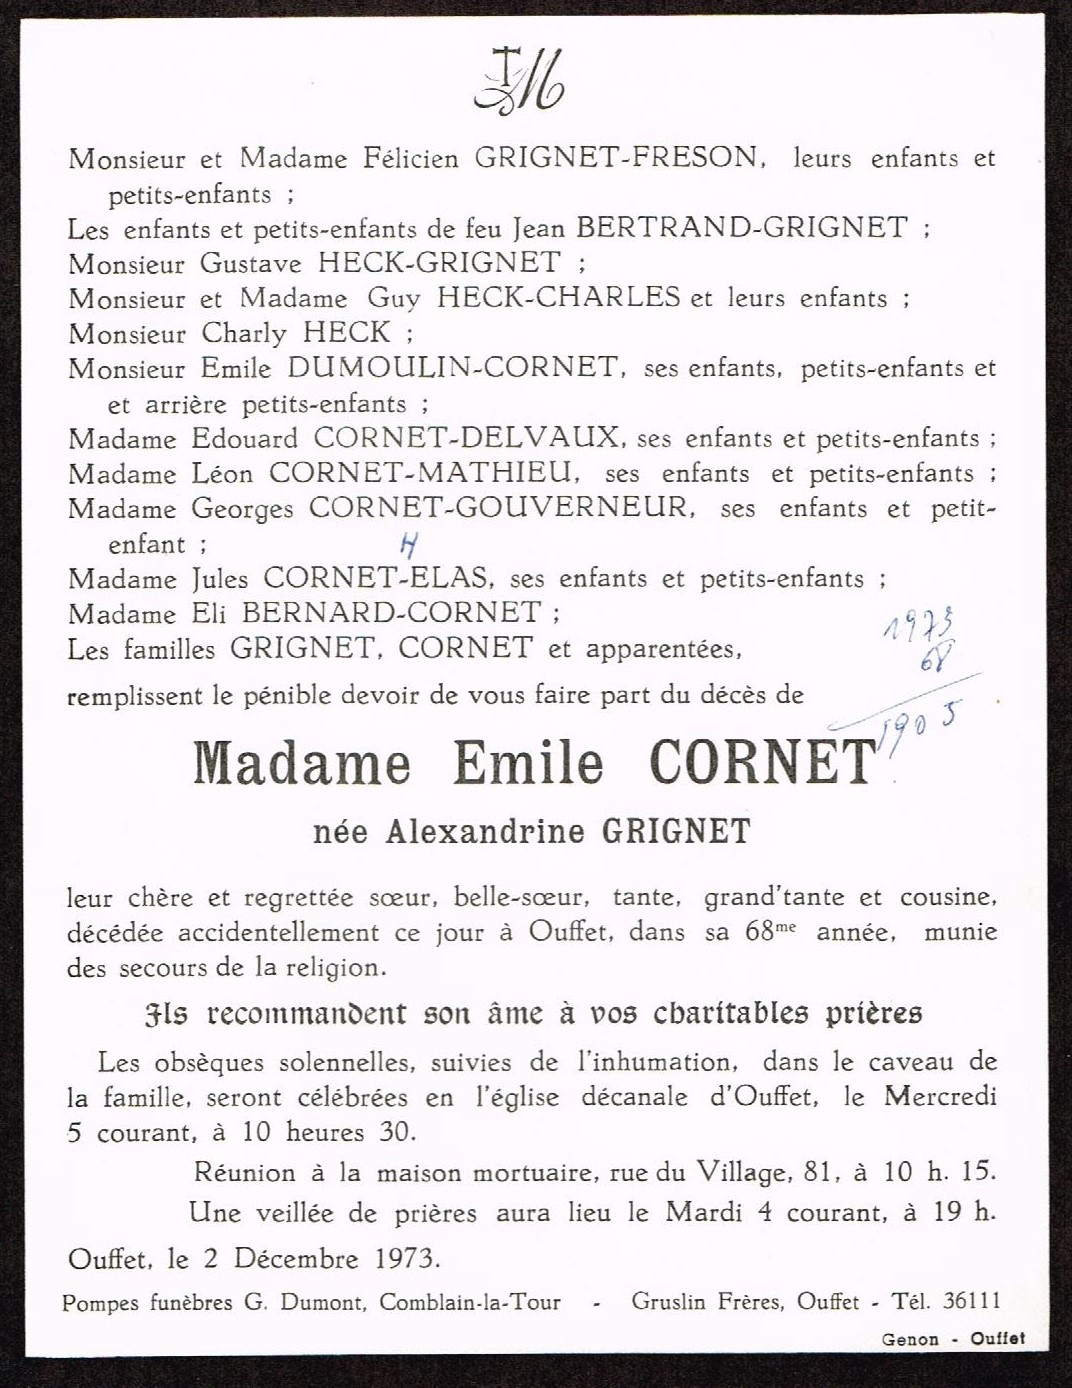 M
Monsieur et Madame Félicien GRIGNET-FRESON, leurs enfants et
petits-enfants ;
Les enfants et petits-enfants de feu Jean BERTRAND-GRIGNET ;
Monsieur Gustave HECK-GRIGNET ;
Monsieur et Madame Guy HECK-CHARLES et leurs enfants ;
Monsieur Charly HECK ;
Monsieur Emile DUMOULIN-CORNET, ses enfants, petits-enfants et
et arrière petits-enfants ;
Madame Edouard CORNET-DELVAUX, ses enfants et petits-enfants ;
Madame Léon CORNET-MATHIEU, ses enfants et petits-enfants ;
Madame Georges CORNET-GOUVERNEUR, ses enfants et petit-
enfant ;
H
Madame Jules CORNET-ELAS, ses enfants et petits-enfants ;
Madame Eli BERNARD-CORNET ;
Les familles GRIGNET, CORNET et apparentées,
1973
68
1905
remplissent le pénible devoir de vous faire part du décès de
Madame Emile CORNET
née Alexandrine GRIGNET
leur chère et regrettée sœur, belle-sœur, tante, grand'tante et cousine,
décédée accidentellement ce jour à Ouffet, dans sa 68me année, munie
des secours de la religion.
Ils recommandent son âme à vos charitables prières
Les obsèques solennelles, suivies de l'inhumation, dans le caveau de
la famille, seront célébrées en l'église décanale d'Ouffet, le Mercredi
5 courant, à 10 heures 30.
Réunion à la maison mortuaire, rue du Village, 81, à 10 h. 15.
Une veillée de prières aura lieu le Mardi 4 courant, à 19 h.
Ouffet, le 2 Décembre 1973.
Pompes funèbres G. Dumont, Comblain-la-Tour - Gruslin Frères, Ouffet - Tél. 36111
Genon - Ouffet